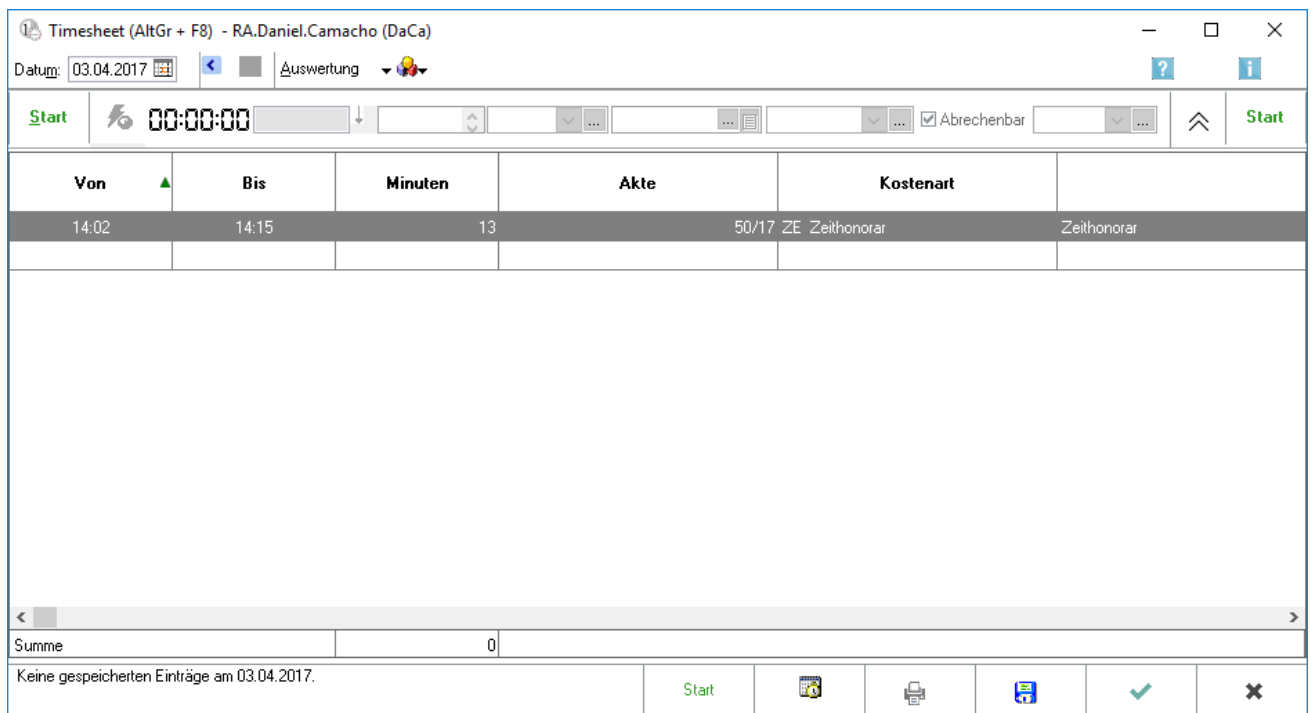 Timesheet (AltGr + F8) - RA.Daniel.Camacho (DaCa)
Datum: 03.04.2017 Auswertung ? i
Start 00:00:00 ... ... ... Abrechenbar ... Start
Von Bis Minuten Akte Kostenart
14:02 14:15 13 50/17 ZE Zeithonorar Zeithonorar
Summe 0
Keine gespeicherten Einträge am 03.04.2017.
Start